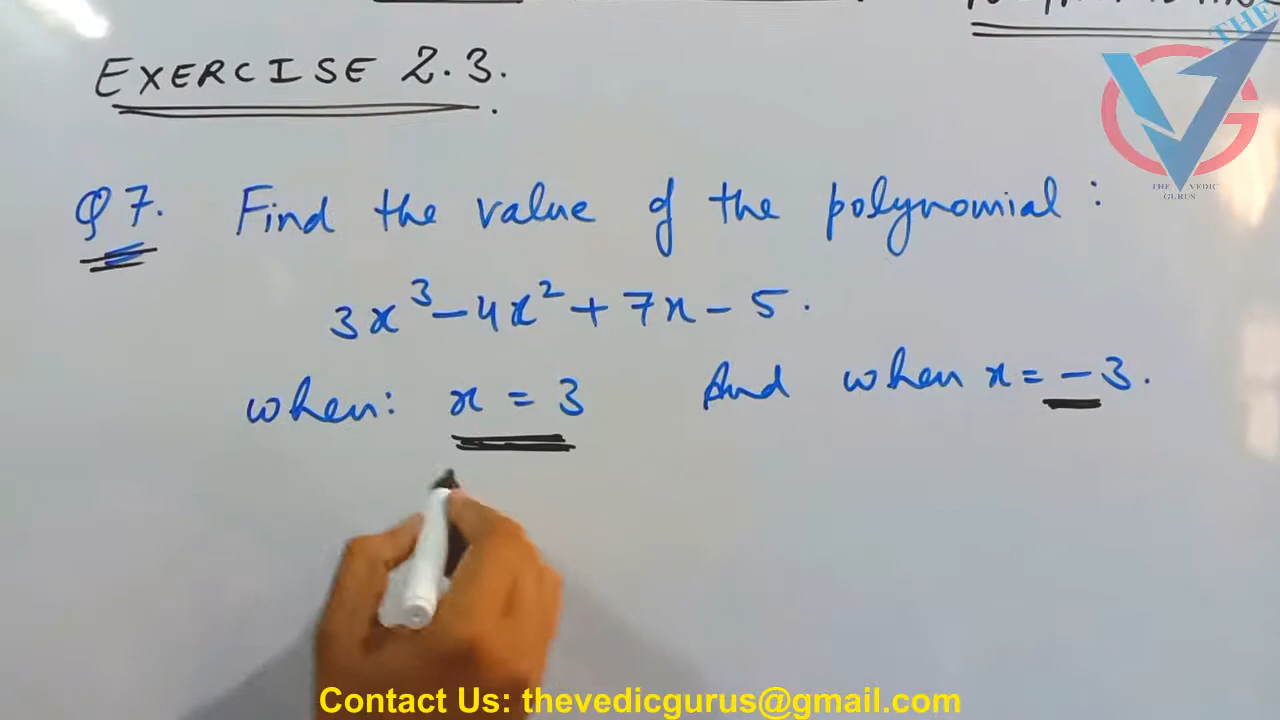 EXERCISE 2.3.
THE
THE VEDIC
GURUS
Q7. Find the value of the polynomial:
3x³-4x²+7x-5.
when: x = 3 And when x = -3.
Contact Us: thevedicgurus@gmail.com